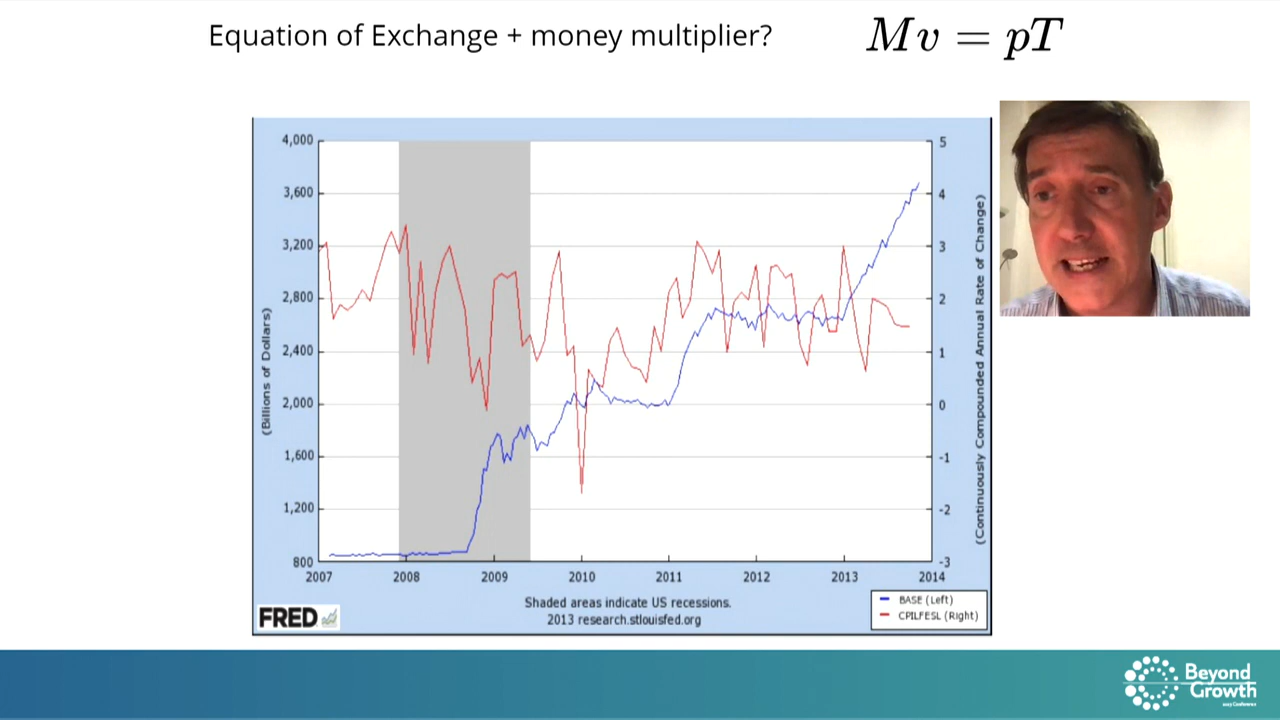 Equation of Exchange + money multiplier?
Mv = pT
4,000
3,600
3,200
2,800
2,400
2,000
1,600
1,200
800
(Billions of Dollars)
5
4
3
2
1
0
-1
-2
-3
(Continuously Compounded Annual Rate of Change)
2007 2008 2009 2010 2011 2012 2013 2014
Shaded areas indicate US recessions.
2013 research.stlouisfed.org
FRED
BASE (Left)
CPILFESL (Right)
Beyond
Growth
2023 Conference